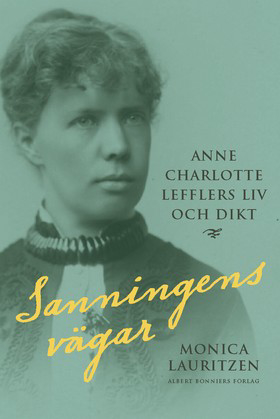 ANNE
CHARLOTTE
LEFFLERS LIV
OCH DIKT
Sanningens
vägar
MONICA
LAURITZEN
ALBERT BONNIERS FÖRLAG